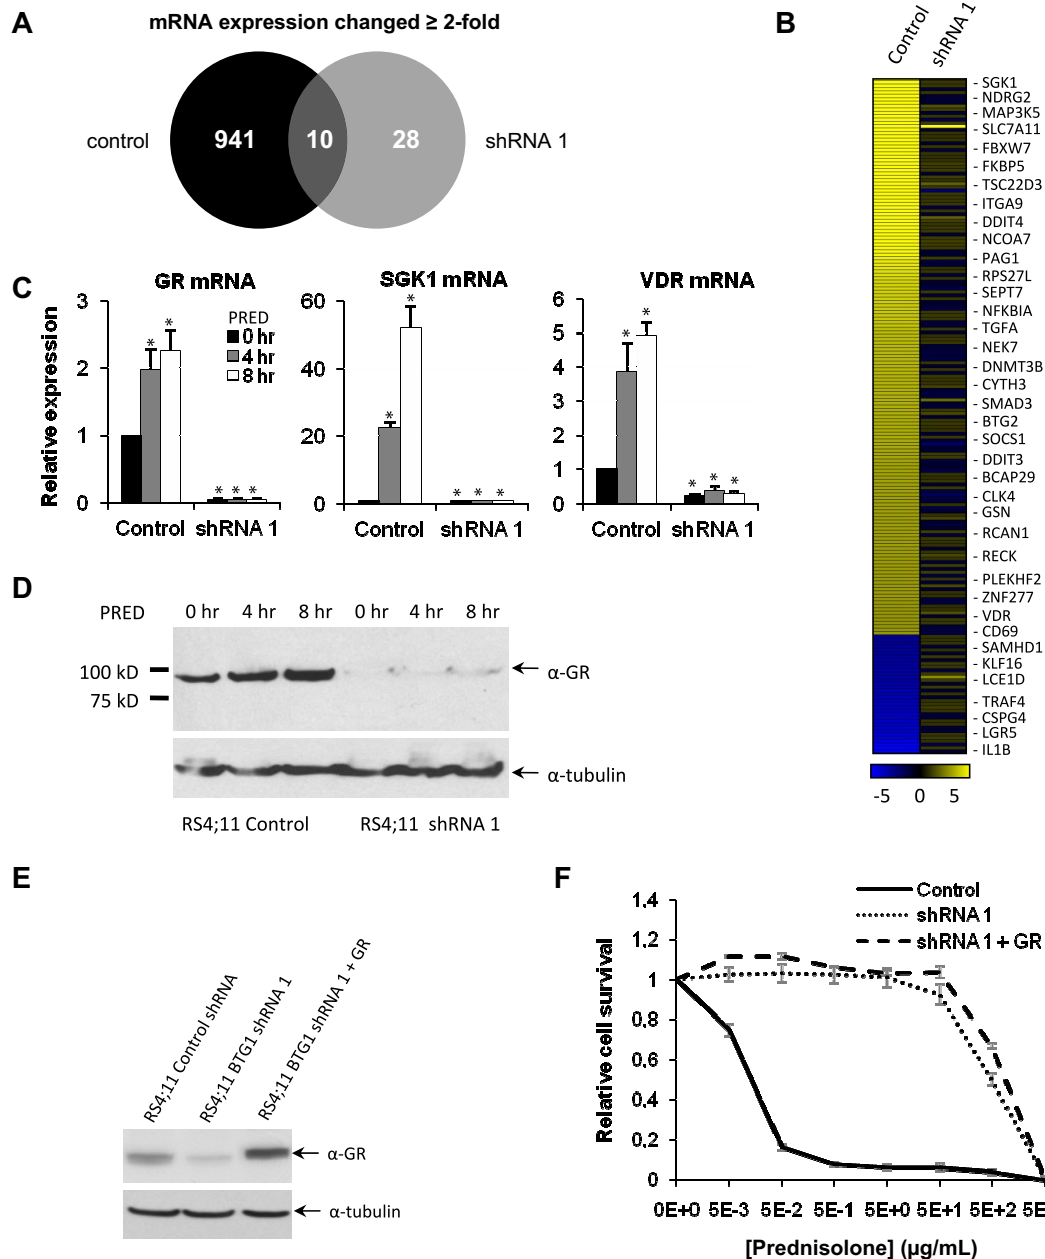 A
mRNA expression changed ≥ 2-fold
control
941
10
28
shRNA 1
B
Control
shRNA 1
- SGK1
- NDRG2
- MAP3K5
- SLC7A11
- FBXW7
- FKBP5
- TSC22D3
- ITGA9
- DDIT4
- NCOA7
- PAG1
- RPS27L
- SEPT7
- NFKBIA
- TGFA
- NEK7
- DNMT3B
- CYTH3
- SMAD3
- BTG2
- SOCS1
- DDIT3
- BCAP29
- CLK4
- GSN
- RCAN1
- RECK
- PLEKHF2
- ZNF277
- VDR
- CD69
- SAMHD1
- KLF16
- LCE1D
- TRAF4
- CSPG4
- LGR5
- IL1B
-5 0 5
C
GR mRNA
Relative expression
3
2
1
0
PRED
0 hr
4 hr
8 hr
* *
* * *
Control shRNA 1
SGK1 mRNA
60
40
20
0
* *
* * *
Control shRNA 1
VDR mRNA
6
5
4
3
2
1
0
* *
* * *
Control shRNA 1
D
PRED 0 hr 4 hr 8 hr 0 hr 4 hr 8 hr
100 kD
75 kD
α-GR
α-tubulin
RS4;11 Control RS4;11 shRNA 1
E
RS4;11 Control shRNA
RS4;11 BTG1 shRNA 1
RS4;11 BTG1 shRNA 1 + GR
α-GR
α-tubulin
F
Control
shRNA 1
shRNA 1 + GR
Relative cell survival
1,4
1,2
1
0,8
0,6
0,4
0,2
0
0E+0 5E-3 5E-2 5E-1 5E+0 5E+1 5E+2 5E
[Prednisolone] (µg/mL)